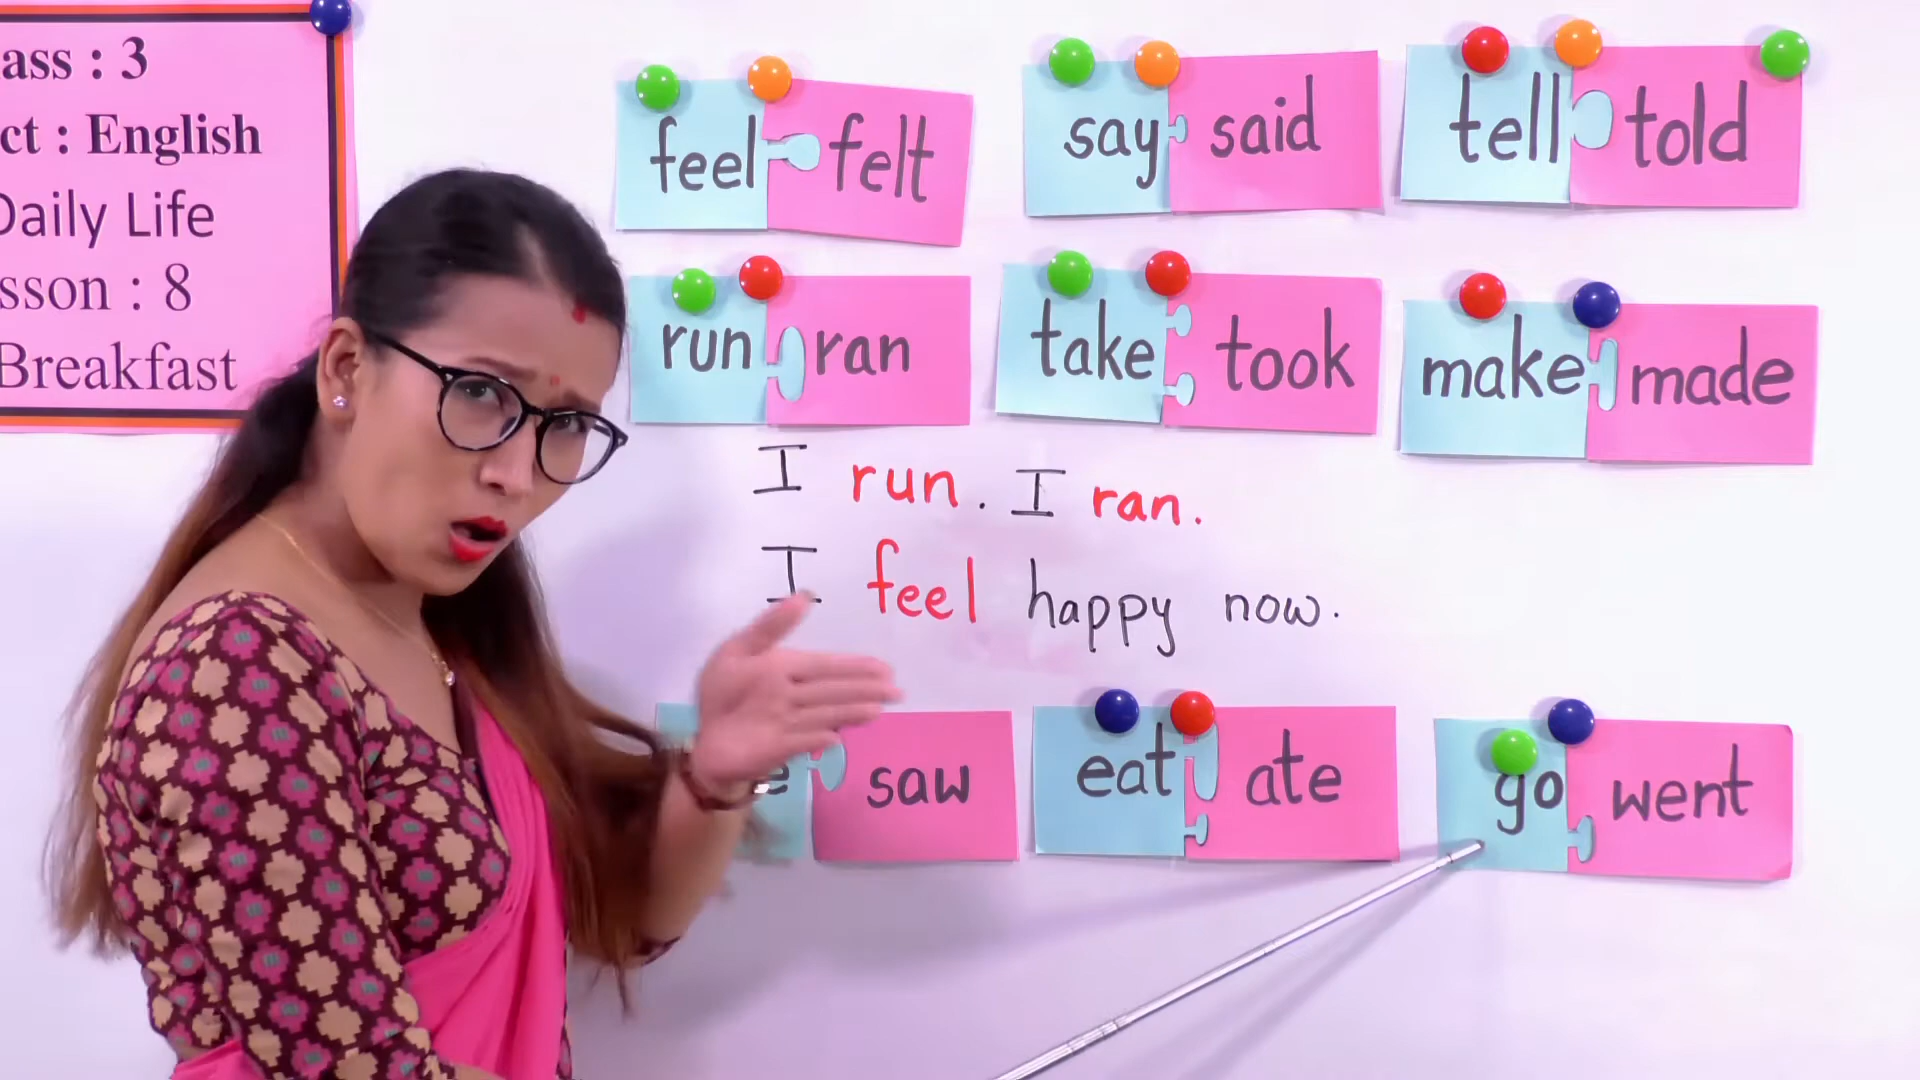 ass : 3
ct : English
Daily Life
sson : 8
Breakfast
feel felt
say said
tell told
run ran
take took
make made
I run. I ran.
I feel happy now.
e saw
eat ate
go went